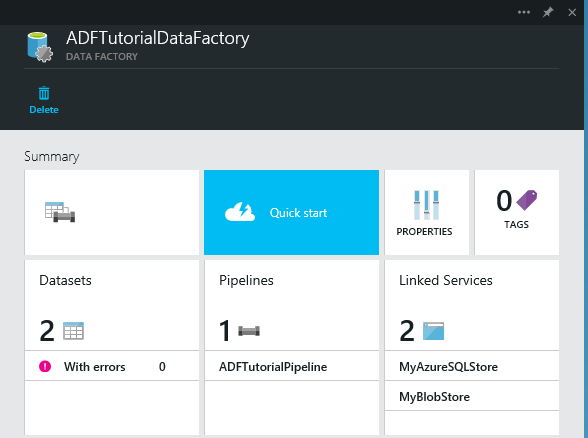 ADFTutorialDataFactory
DATA FACTORY
Delete
Summary
Quick start
PROPERTIES
0
TAGS
Datasets
2
With errors 0
Pipelines
1
ADFTutorialPipeline
Linked Services
2
MyAzureSQLStore
MyBlobStore